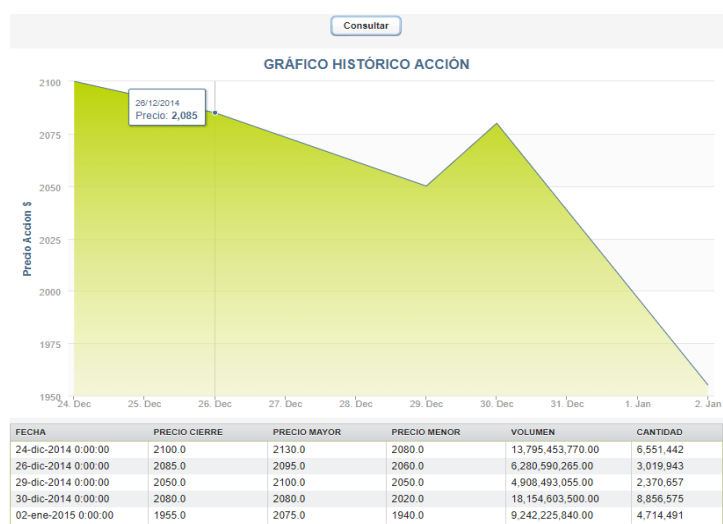 Consultar
GRÁFICO HISTÓRICO ACCIÓN
2100
2075
2050
2025
2000
1975
1950
Precio Accion $
26/12/2014
Precio: 2,085
24. Dec 25. Dec 26. Dec 27. Dec 28. Dec 29. Dec 30. Dec 31. Dec 1. Jan 2. Jan
FECHA PRECIO CIERRE PRECIO MAYOR PRECIO MENOR VOLUMEN CANTIDAD
24-dic-2014 0:00:00 2100.0 2130.0 2080.0 13,795,453,770.00 6,551,442
26-dic-2014 0:00:00 2085.0 2095.0 2060.0 6,280,590,265.00 3,019,943
29-dic-2014 0:00:00 2050.0 2100.0 2050.0 4,908,493,055.00 2,370,657
30-dic-2014 0:00:00 2080.0 2080.0 2020.0 18,154,603,500.00 8,856,575
02-ene-2015 0:00:00 1955.0 2075.0 1940.0 9,242,225,840.00 4,714,491